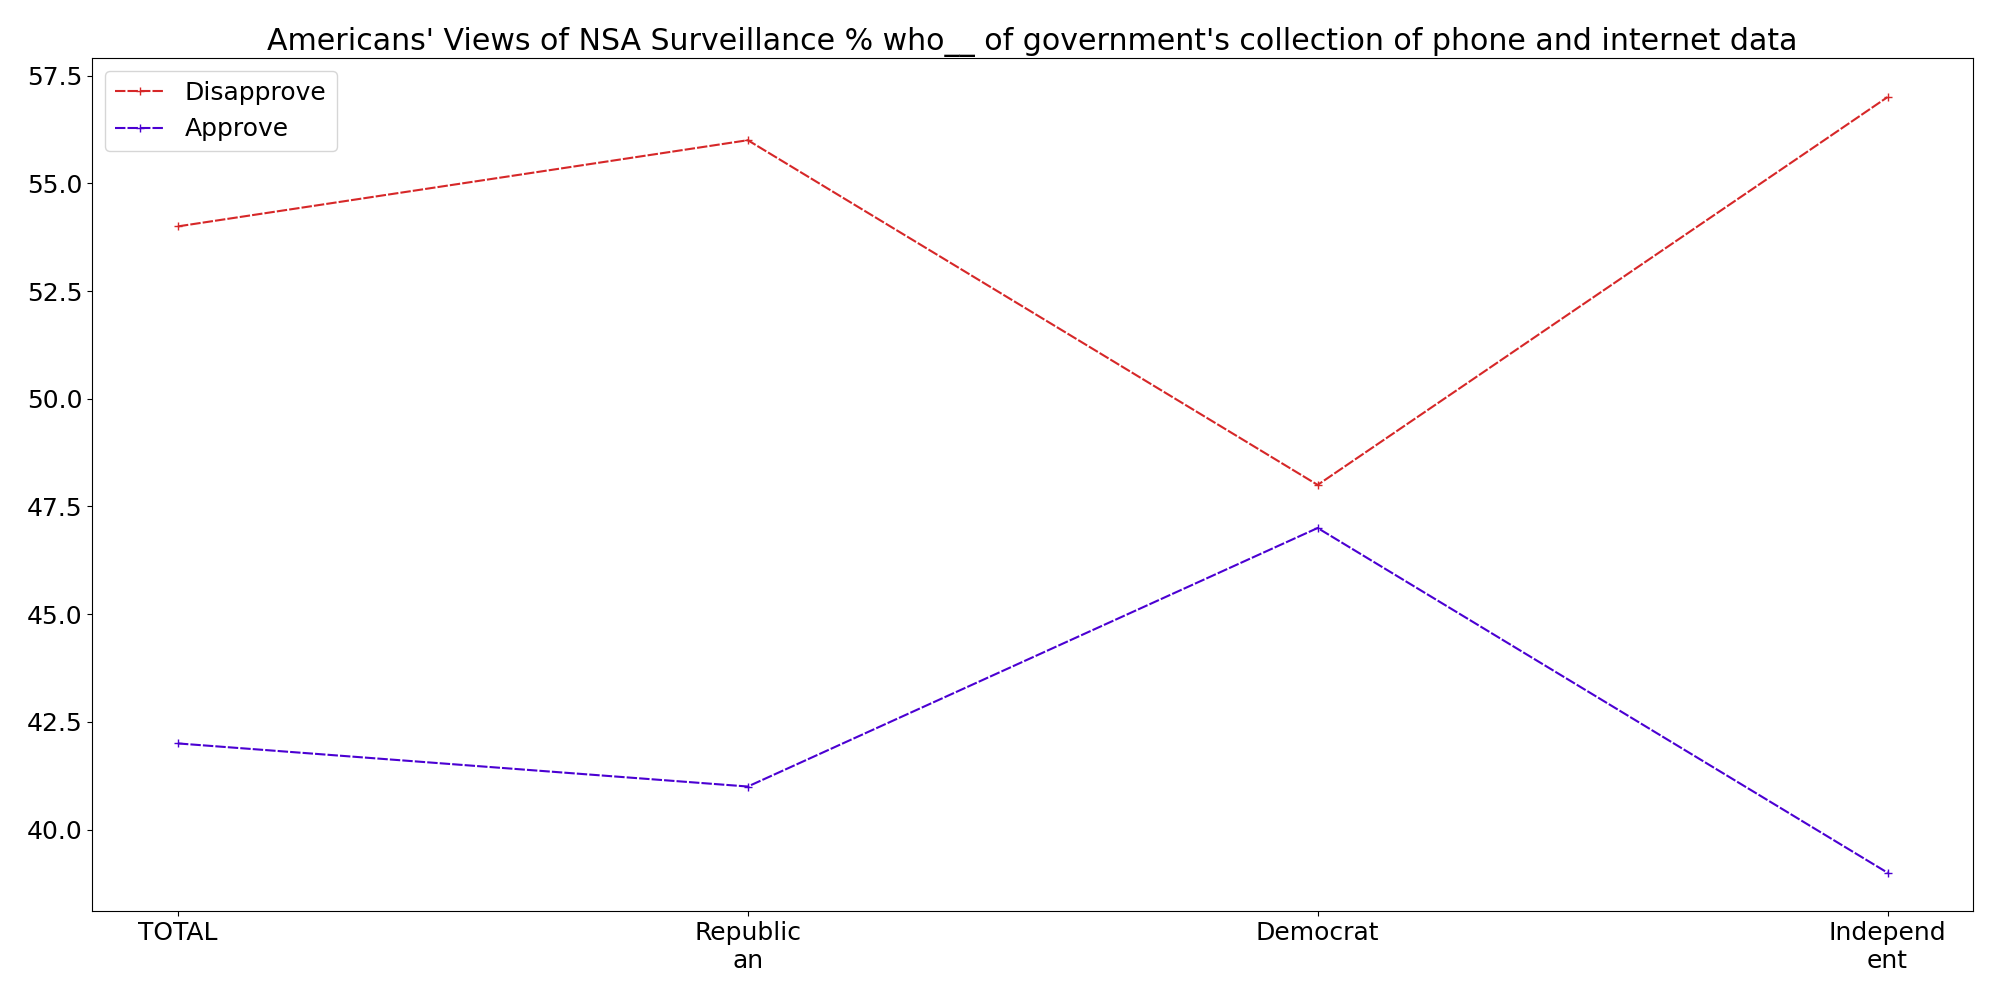 Americans' Views of NSA Surveillance % who__ of government's collection of phone and internet data
Disapprove
Approve
57.5
55.0
52.5
50.0
47.5
45.0
42.5
40.0
TOTAL
Republic
an
Democrat
Independ
ent